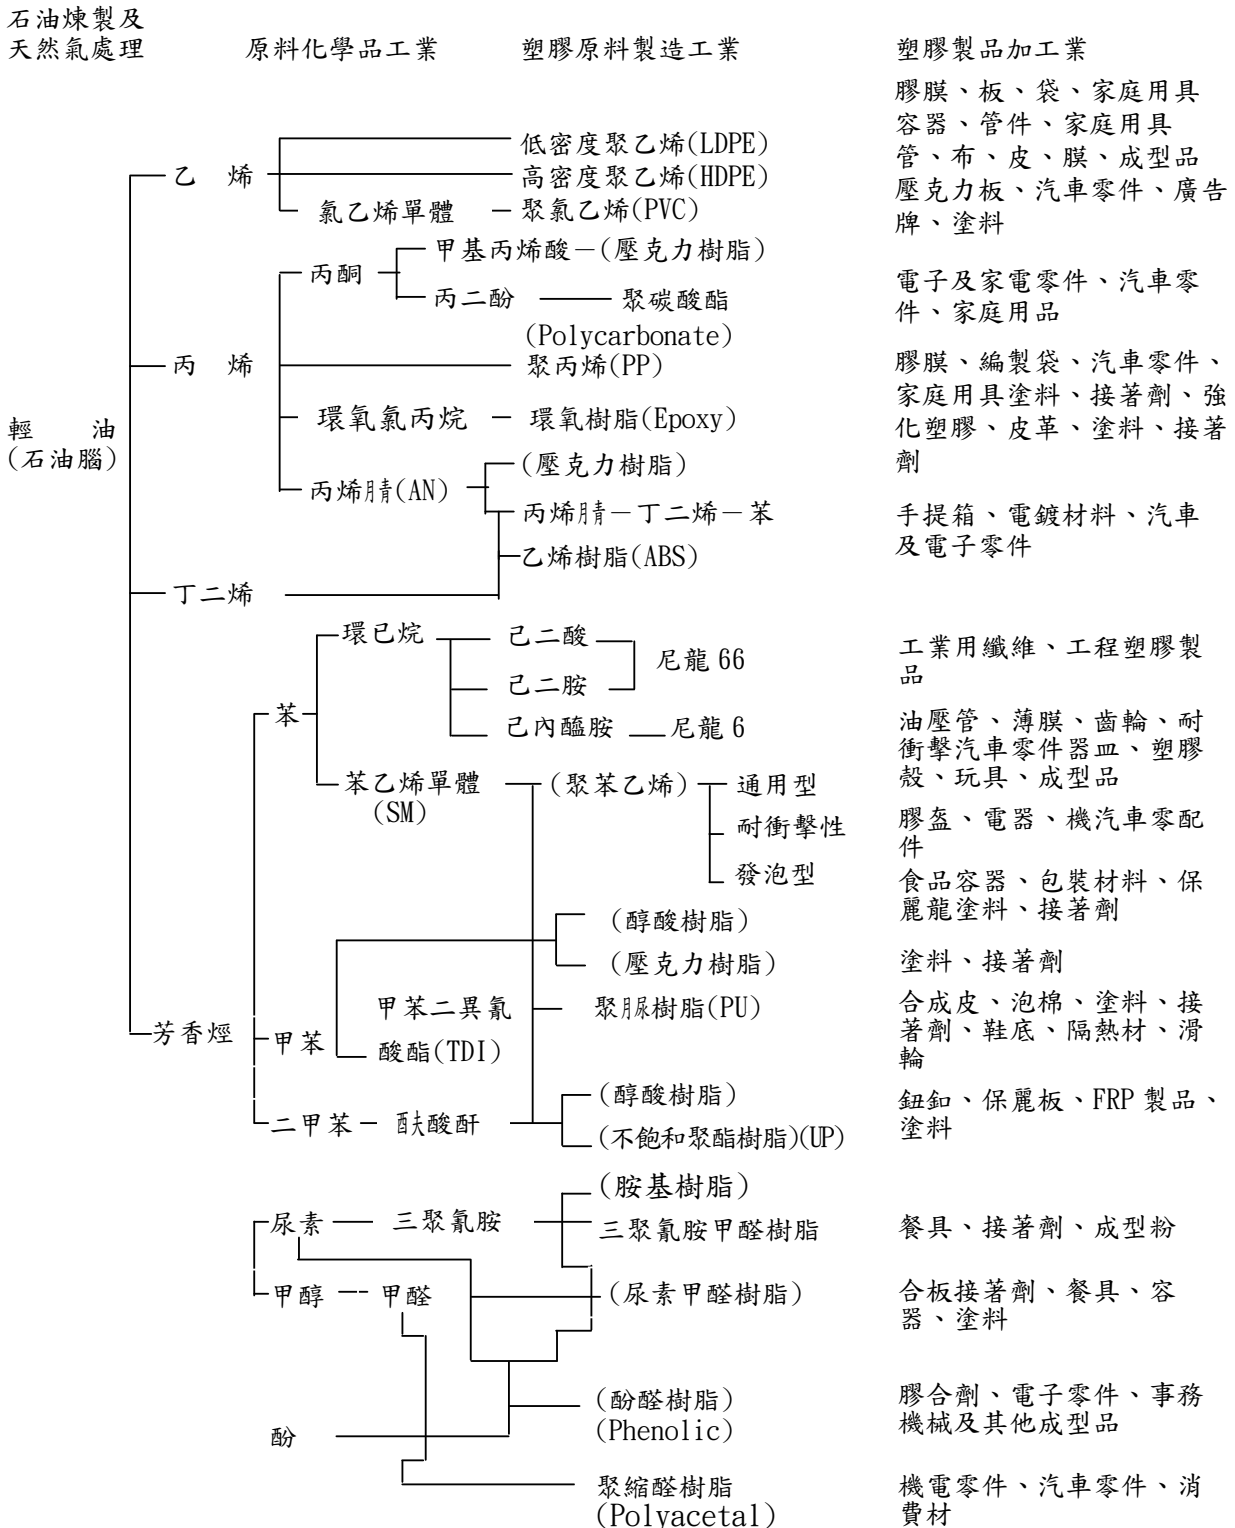 石油煉製及
天然氣處理
原料化學品工業
塑膠原料製造工業
塑膠製品加工業
膠膜、板、袋、家庭用具
容器、管件、家庭用具
低密度聚乙烯(LDPE)
管、布、皮、膜、成型品
乙 烯
高密度聚乙烯(HDPE)
壓克力板、汽車零件、廣告
牌、塗料
氯乙烯單體
聚氯乙烯(PVC)
甲基丙烯酸－(壓克力樹脂)
丙酮
電子及家電零件、汽車零
件、家庭用品
丙二酚
聚碳酸酯
(Polycarbonate)
丙 烯
聚丙烯(PP)
膠膜、編製袋、汽車零件、
家庭用具塗料、接著劑、強
化塑膠、皮革、塗料、接著
劑
環氧氯丙烷
環氧樹脂(Epoxy)
輕 油
(石油腦)
(壓克力樹脂)
丙烯腈(AN)
丙烯腈－丁二烯－苯
手提箱、電鍍材料、汽車
及電子零件
乙烯樹脂(ABS)
丁二烯
環已烷
己二酸
尼龍 66
工業用纖維、工程塑膠製
品
己二胺
苯
己內醯胺
尼龍 6
油壓管、薄膜、齒輪、耐
衝擊汽車零件器皿、塑膠
殼、玩具、成型品
苯乙烯單體
(SM)
(聚苯乙烯)
通用型
耐衝擊性
膠盔、電器、機汽車零配
件
發泡型
食品容器、包裝材料、保
麗龍塗料、接著劑
(醇酸樹脂)
(壓克力樹脂)
塗料、接著劑
甲苯二異氰
聚脲樹脂(PU)
合成皮、泡棉、塗料、接
著劑、鞋底、隔熱材、滑
輪
芳香烴
甲苯
酸酯(TDI)
(醇酸樹脂)
鈕釦、保麗板、FRP 製品、
塗料
二甲苯
酞酸酐
(不飽和聚酯樹脂)(UP)
(胺基樹脂)
尿素
三聚氰胺
三聚氰胺甲醛樹脂
餐具、接著劑、成型粉
甲醇
甲醛
(尿素甲醛樹脂)
合板接著劑、餐具、容
器、塗料
(酚醛樹脂)
(Phenolic)
膠合劑、電子零件、事務
機械及其他成型品
酚
聚縮醛樹脂
(Polyacetal)
機電零件、汽車零件、消
費材